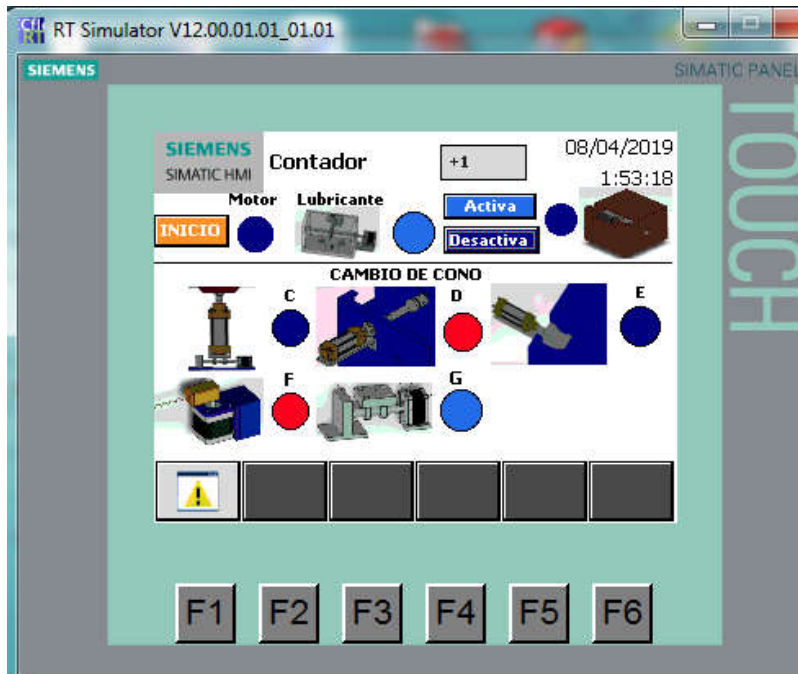 RT Simulator V12.00.01.01_01.01
SIEMENS
SIMATIC PANEL
TOUCH
SIEMENS
SIMATIC HMI
Contador
+1
08/04/2019
1:53:18
Motor
Lubricante
INICIO
Activa
Desactiva
CAMBIO DE CONO
C
D
E
F
G
F1 F2 F3 F4 F5 F6